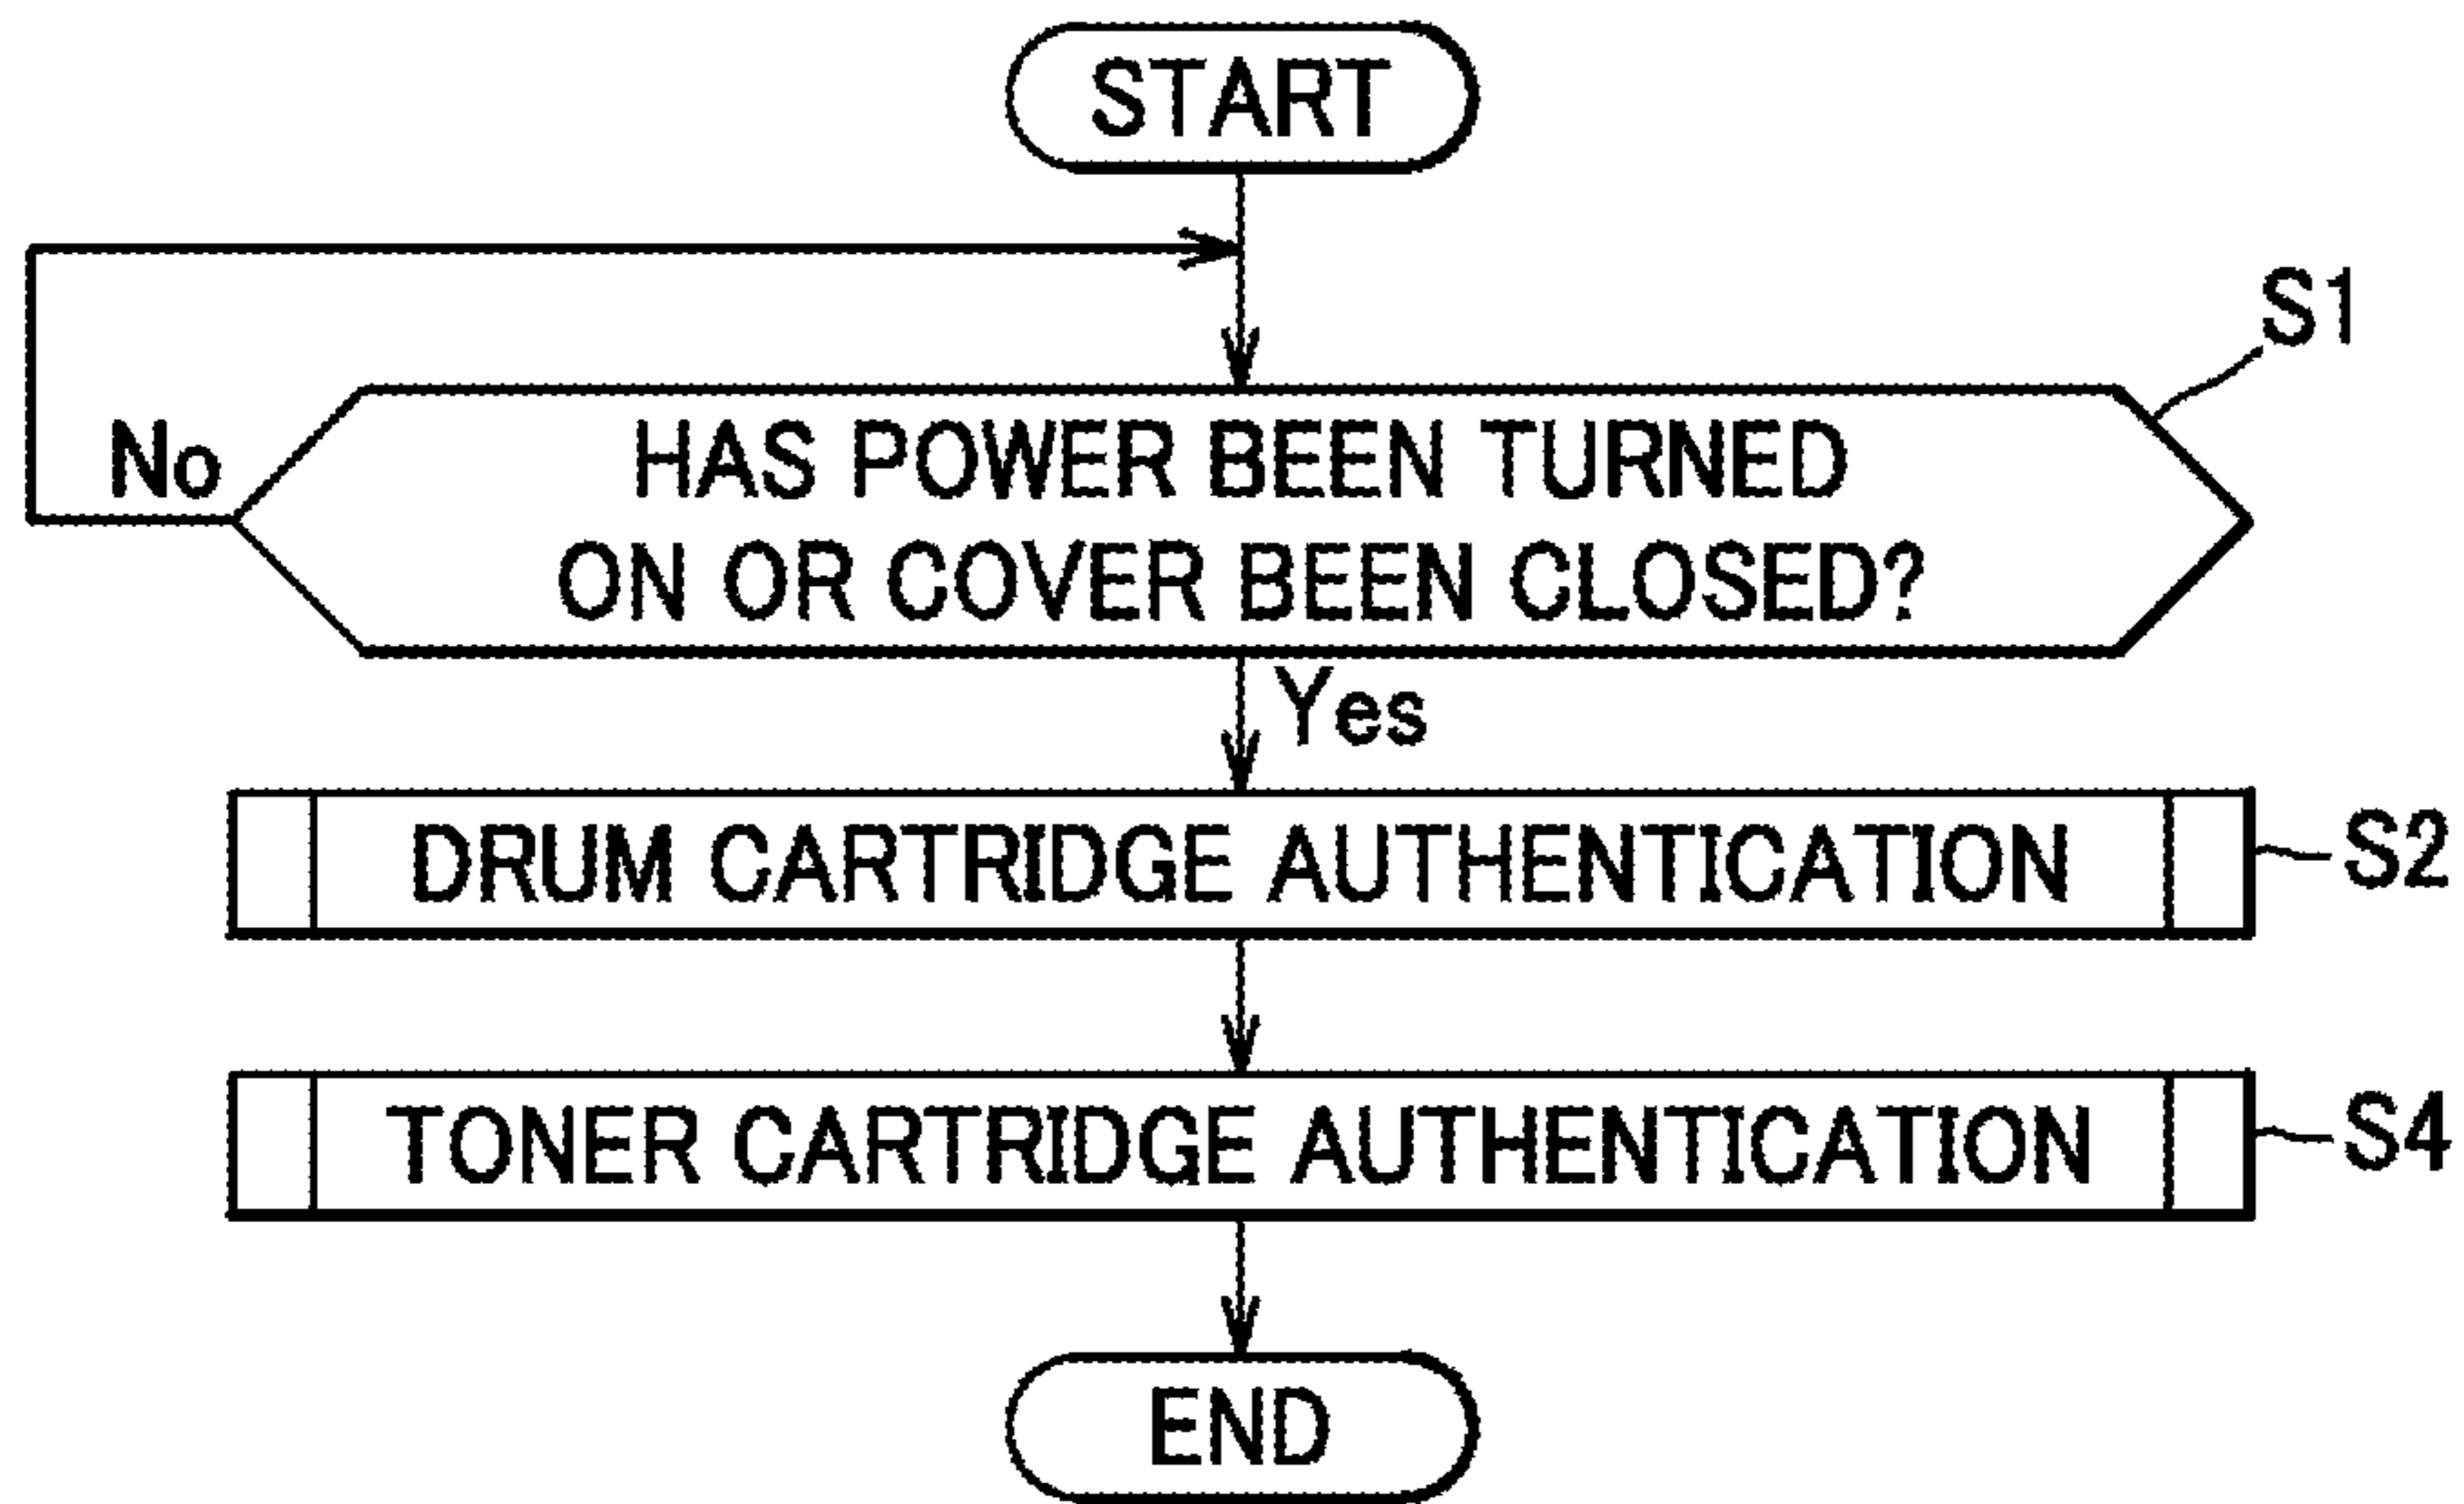 START
S1
No
HAS POWER BEEN TURNED
ON OR COVER BEEN CLOSED?
Yes
DRUM CARTRIDGE AUTHENTICATION
S2
TONER CARTRIDGE AUTHENTICATION
S4
END